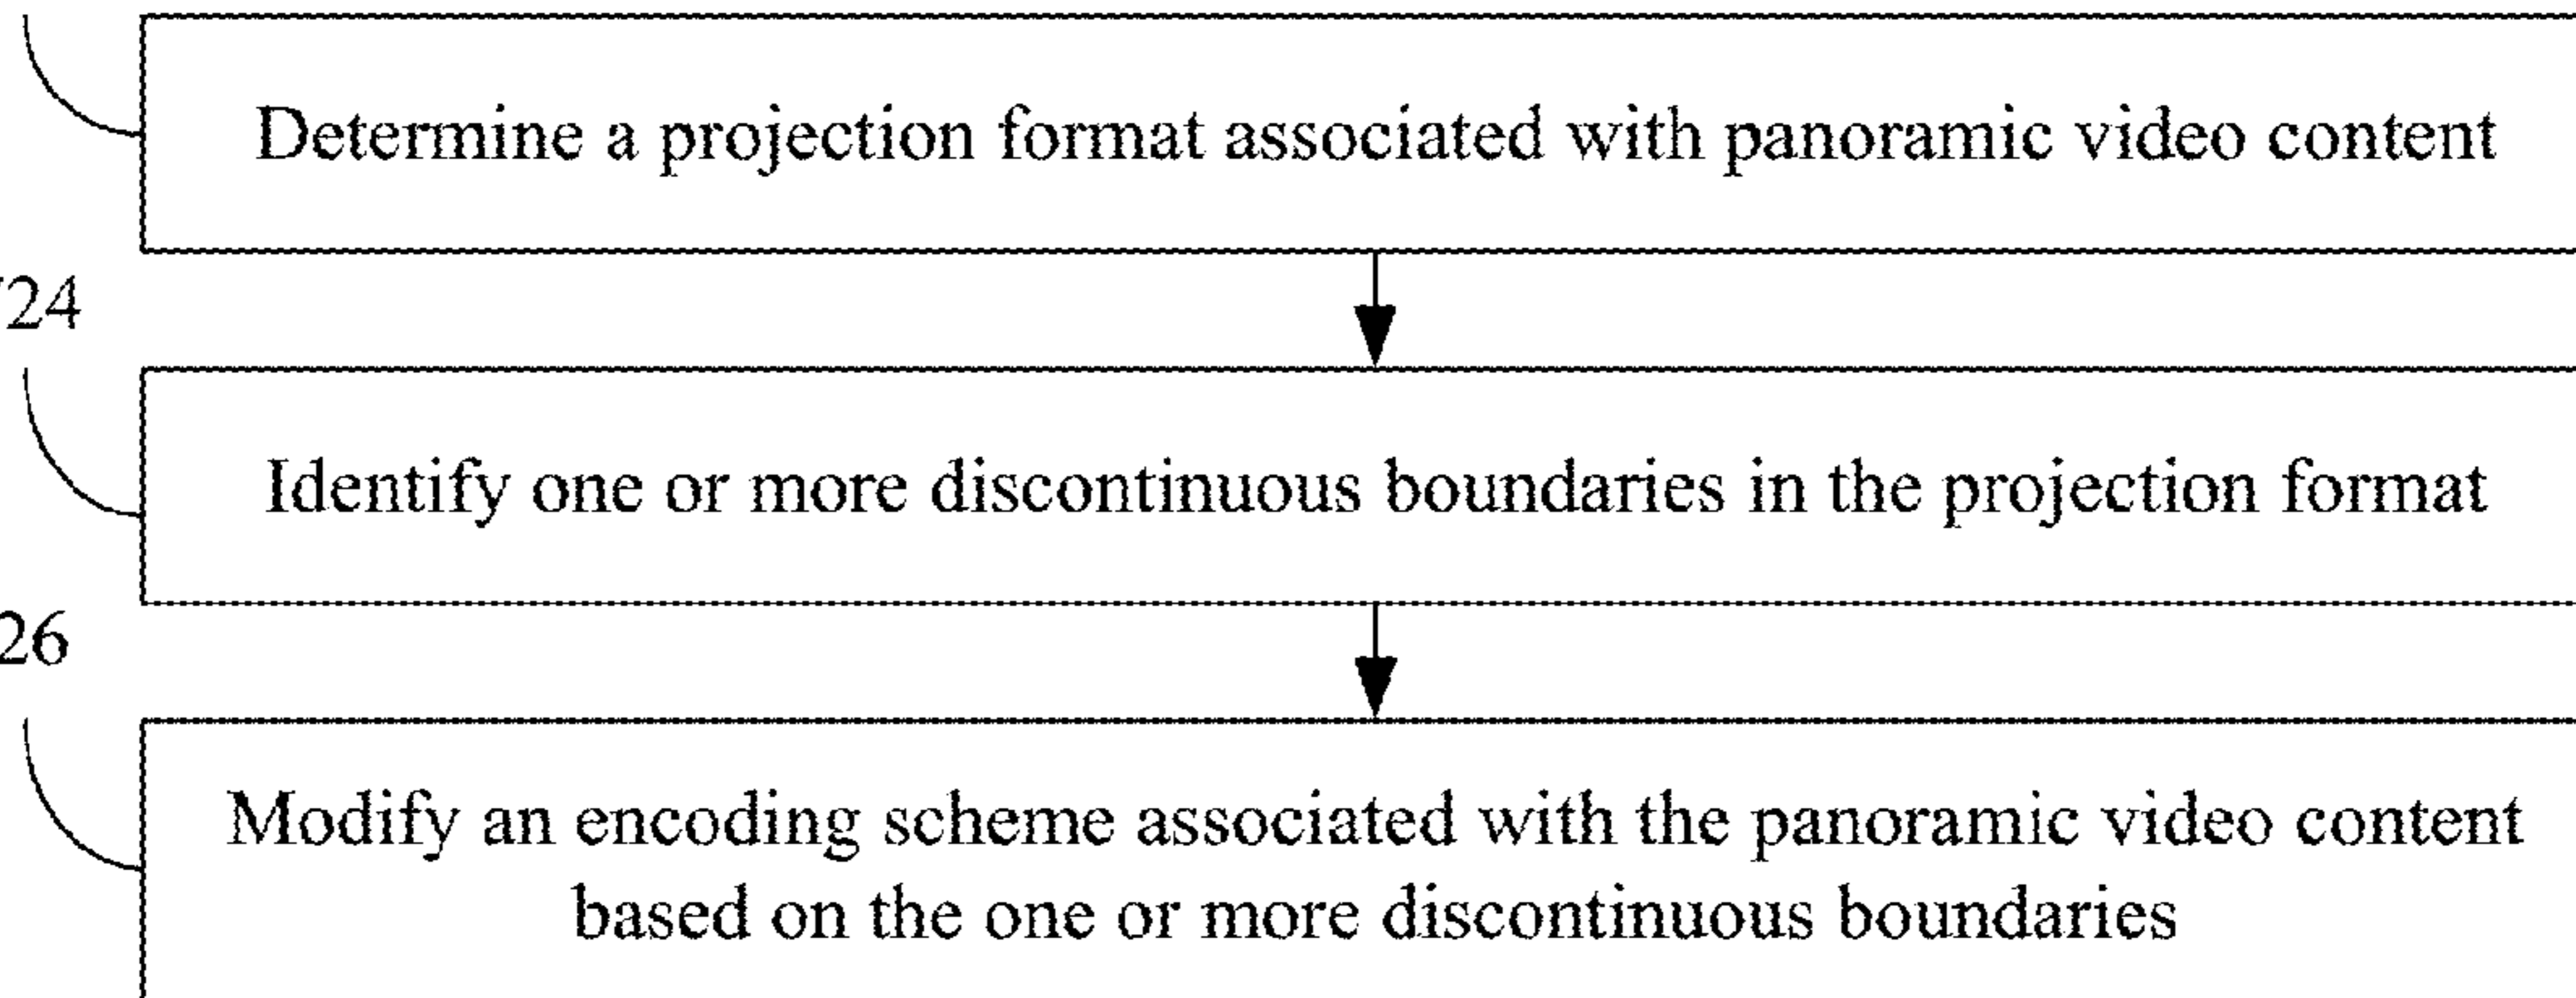 Determine a projection format associated with panoramic video content
24
Identify one or more discontinuous boundaries in the projection format
26
Modify an encoding scheme associated with the panoramic video content
based on the one or more discontinuous boundaries